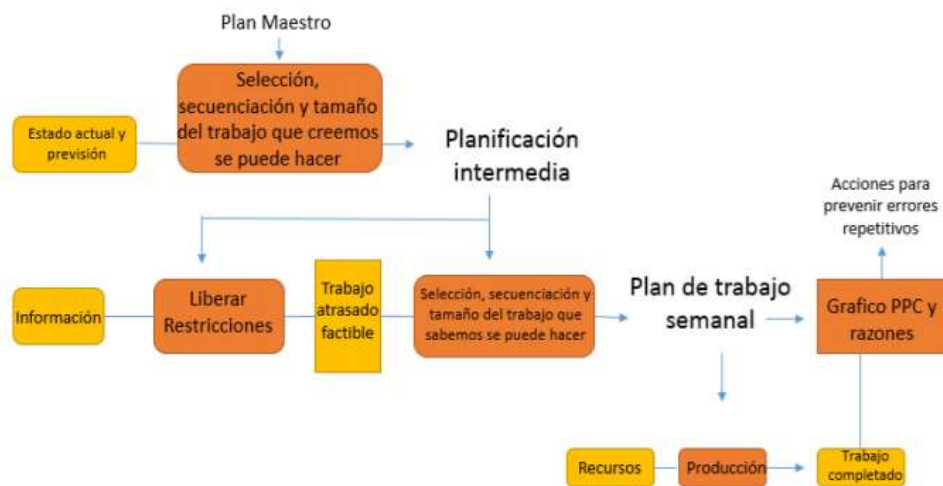 Plan Maestro
Selección,
secuenciación y tamaño
del trabajo que creemos
se puede hacer
Estado actual y
previsión
Planificación
intermedia
Acciones para
prevenir errores
repetitivos
Información
Liberar
Restricciones
Trabajo
atrasado
factible
Selección, secuenciación y
tamaño del trabajo que
sabemos se puede hacer
Plan de trabajo
semanal
Grafico PPC y
razones
Recursos
Producción
Trabajo
completado